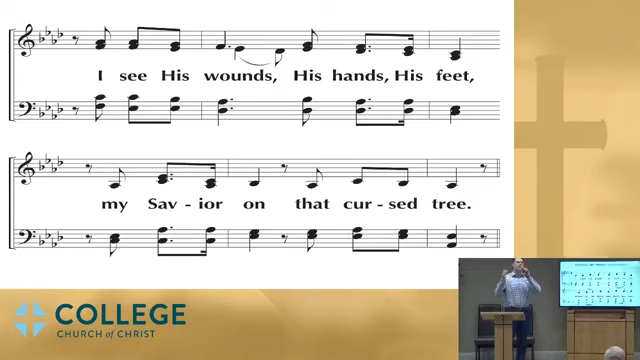 I see His wounds, His hands, His feet,
my Sav - ior on that cur - sed tree.
COLLEGE
CHURCH of CHRIST